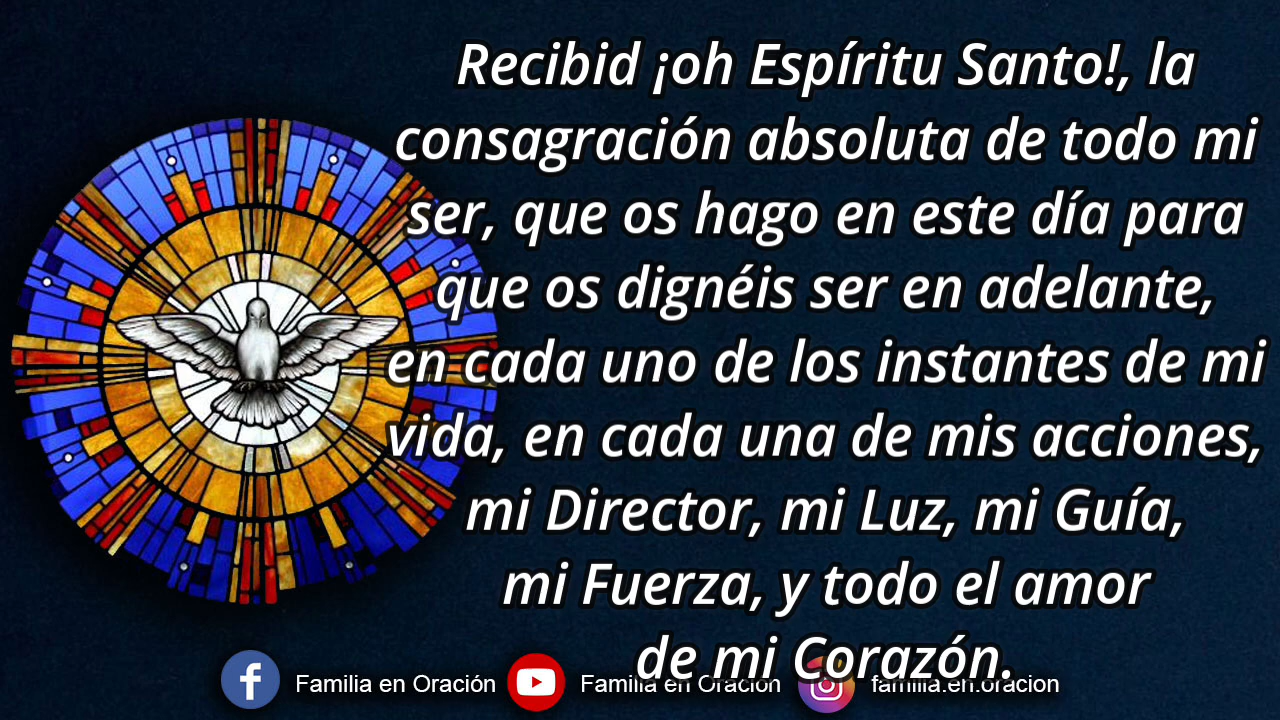 Recibid ¡oh Espíritu Santo!, la
consagración absoluta de todo mi
ser, que os hago en este día para
que os dignéis ser en adelante,
en cada uno de los instantes de mi
vida, en cada una de mis acciones,
mi Director, mi Luz, mi Guía,
mi Fuerza, y todo el amor
de mi Corazón.
Familia en Oración Familia en Oración familia.en.oracion